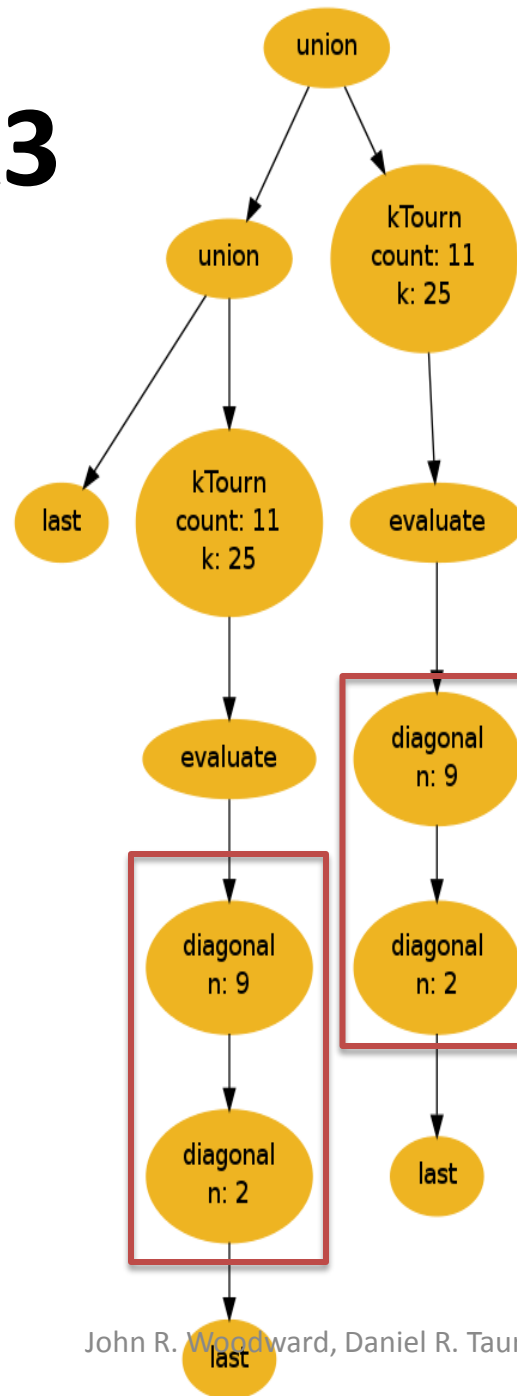 3
union
union
kTourn
count: 11
k: 25
last
kTourn
count: 11
k: 25
evaluate
evaluate
diagonal
n: 9
diagonal
n: 9
diagonal
n: 2
diagonal
n: 2
last
last
John R. Woodward, Daniel R.